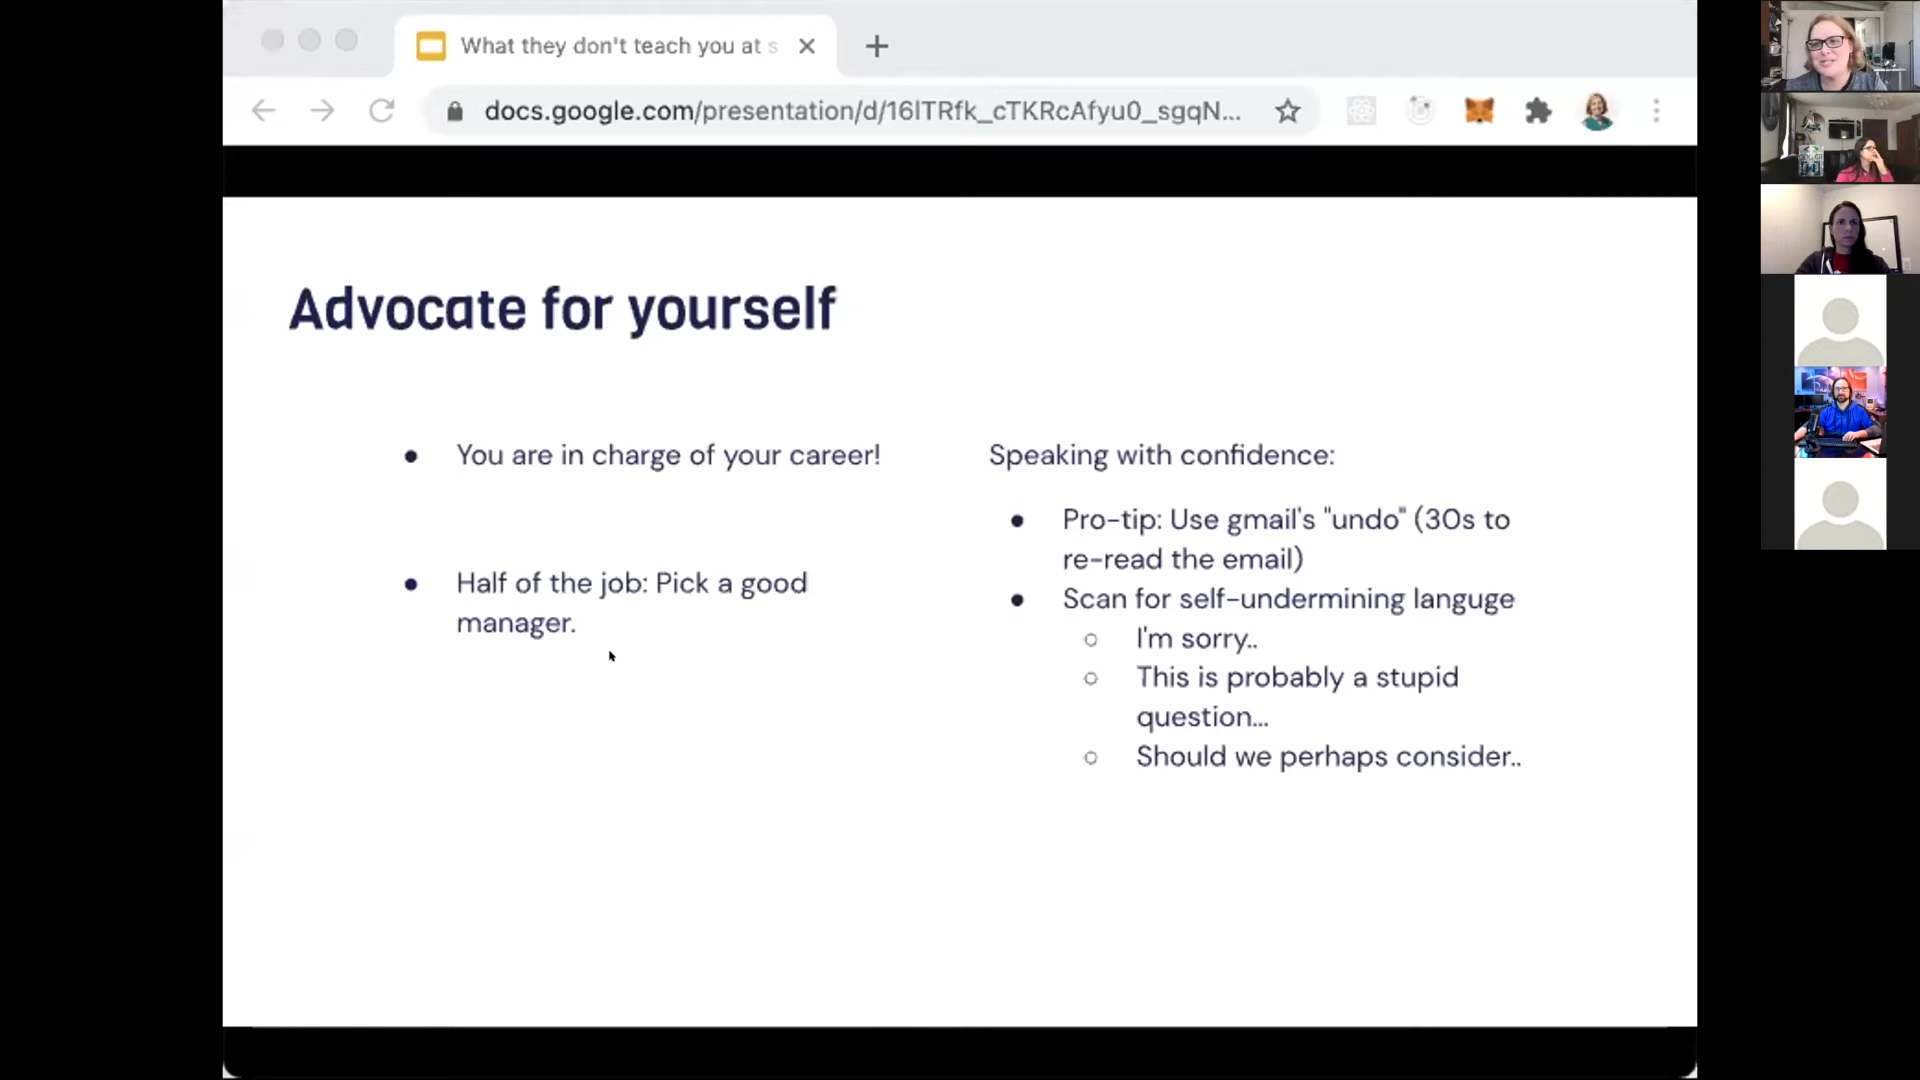 What they don't teach you at s
docs.google.com/presentation/d/16lTRfk_cTKRcAfyu0_sgqN...
Advocate for yourself
You are in charge of your career!
Half of the job: Pick a good
manager.
Speaking with confidence:
Pro-tip: Use gmail's "undo" (30s to
re-read the email)
Scan for self-undermining languge
I'm sorry..
This is probably a stupid
question...
Should we perhaps consider..